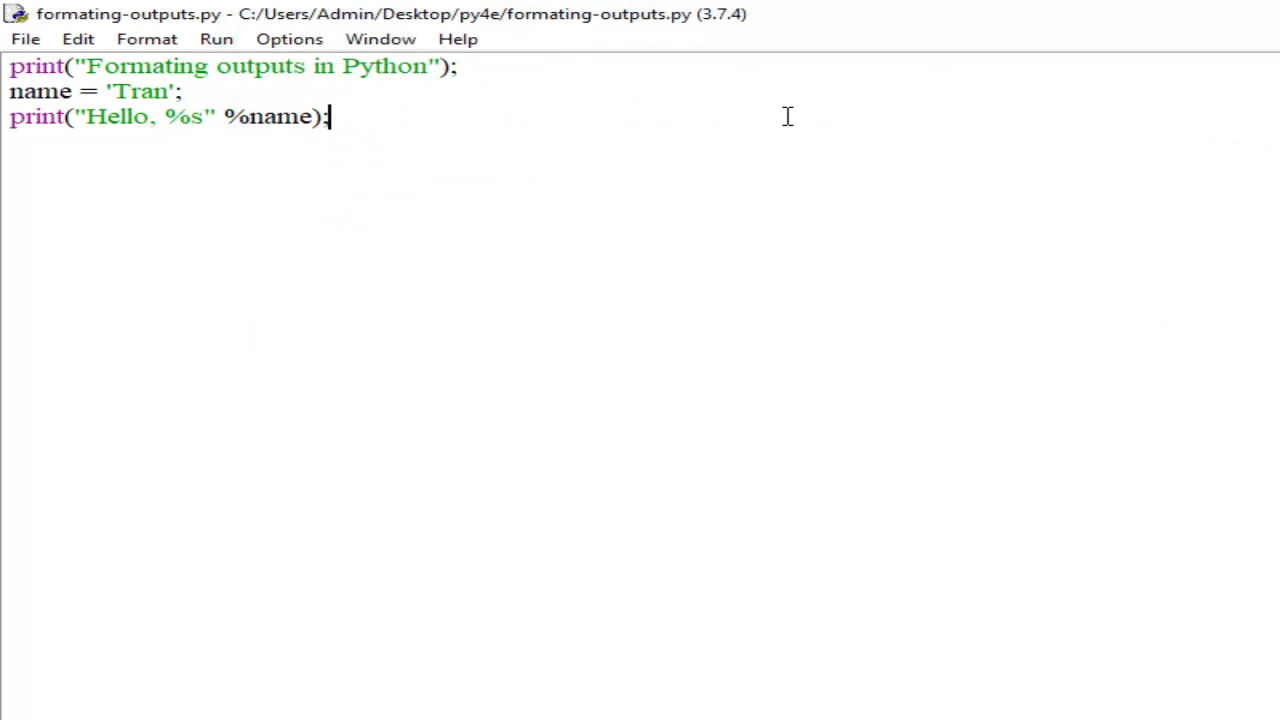 formating-outputs.py - C:/Users/Admin/Desktop/py4e/formating-outputs.py (3.7.4)
File Edit Format Run Options Window Help
print("Formating outputs in Python");
name = 'Tran';
print("Hello, %s" %name);